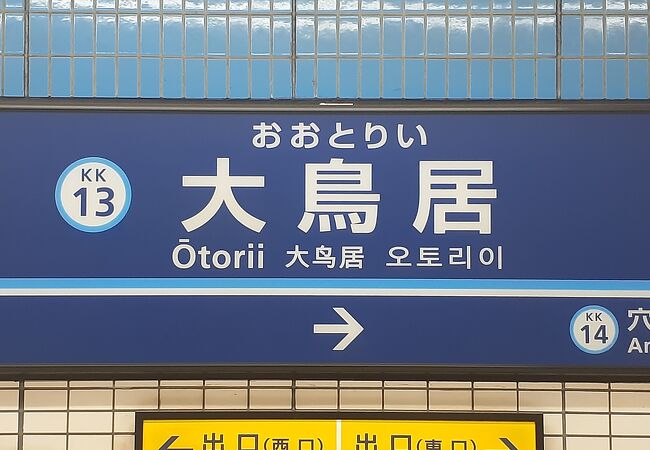 おおとりい
KK
13
大鳥居
Ōtorii 大鸟居 오토리이
→
KK
14
穴
An
← 出口(西口) 出口(東口) →